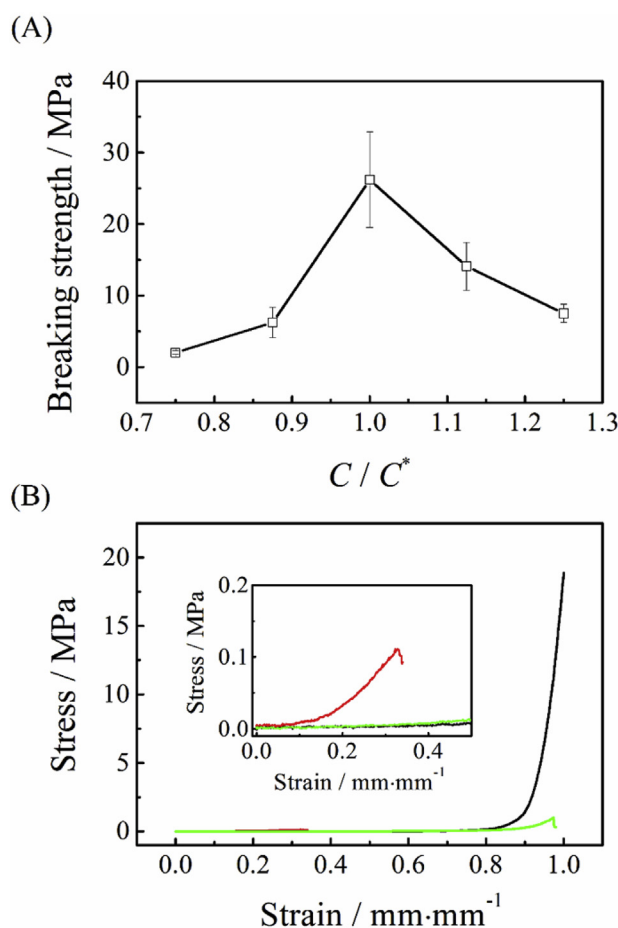 (A)
Breaking strength / MPa
40
30
20
10
0
0.7 0.8 0.9 1.0 1.1 1.2 1.3
C / C*
(B)
Stress / MPa
20
15
10
5
0
Stress / MPa
0.2
0.1
0.0
0.0 0.2 0.4
Strain / mm·mm⁻¹
0.0 0.2 0.4 0.6 0.8 1.0
Strain / mm·mm⁻¹